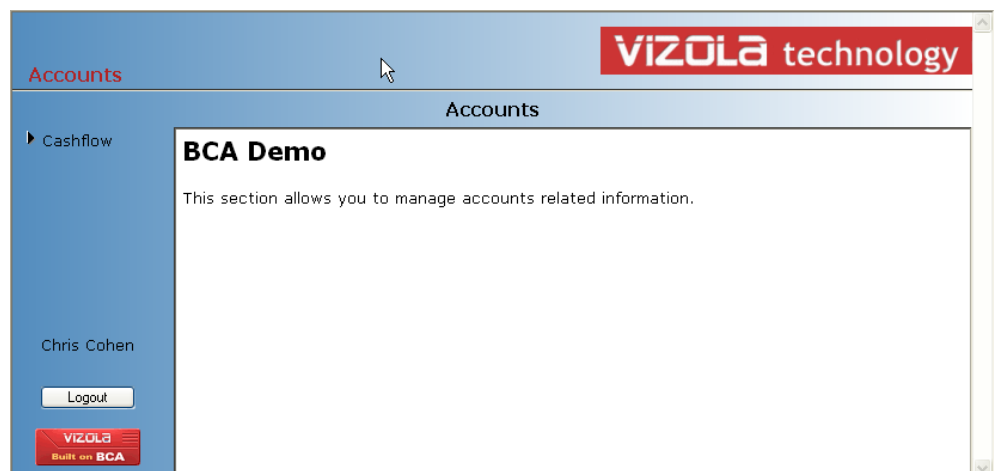 VIZOLA technology
Accounts
Accounts
Cashflow
BCA Demo
This section allows you to manage accounts related information.
Chris Cohen
Logout
VIZOLA
Built on BCA